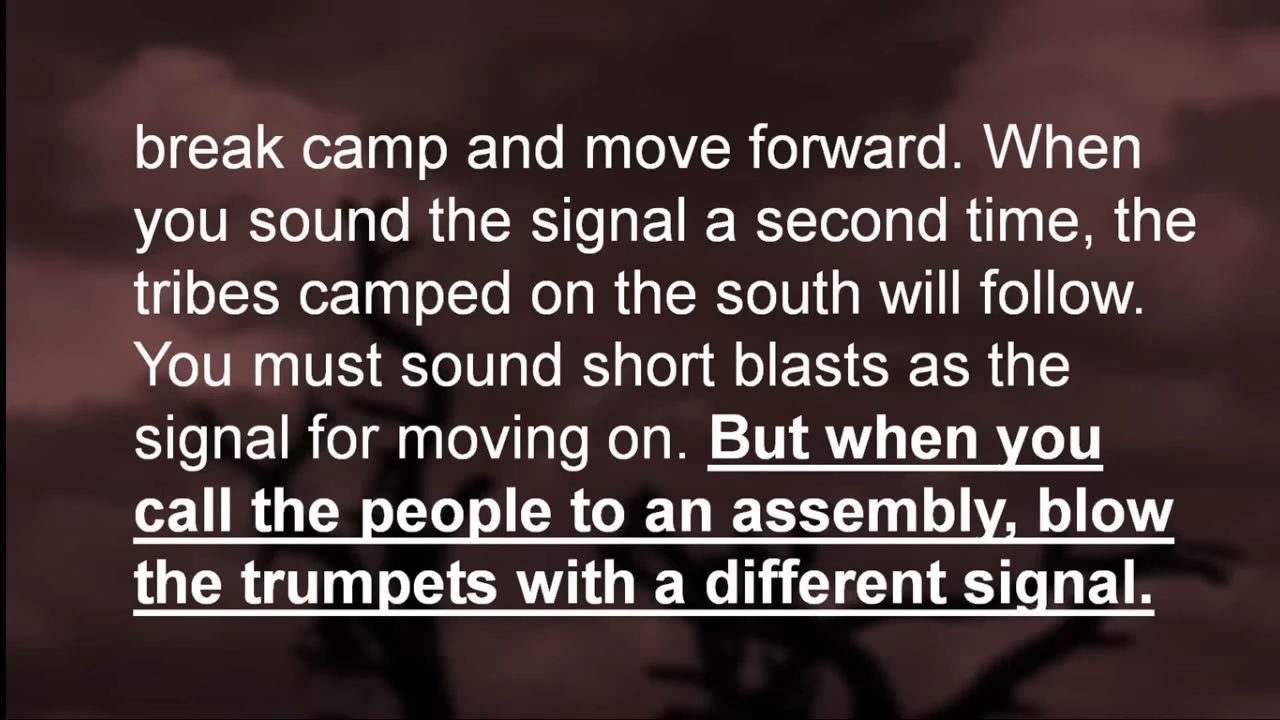 break camp and move forward. When
you sound the signal a second time, the
tribes camped on the south will follow.
You must sound short blasts as the
signal for moving on. But when you
call the people to an assembly, blow
the trumpets with a different signal.